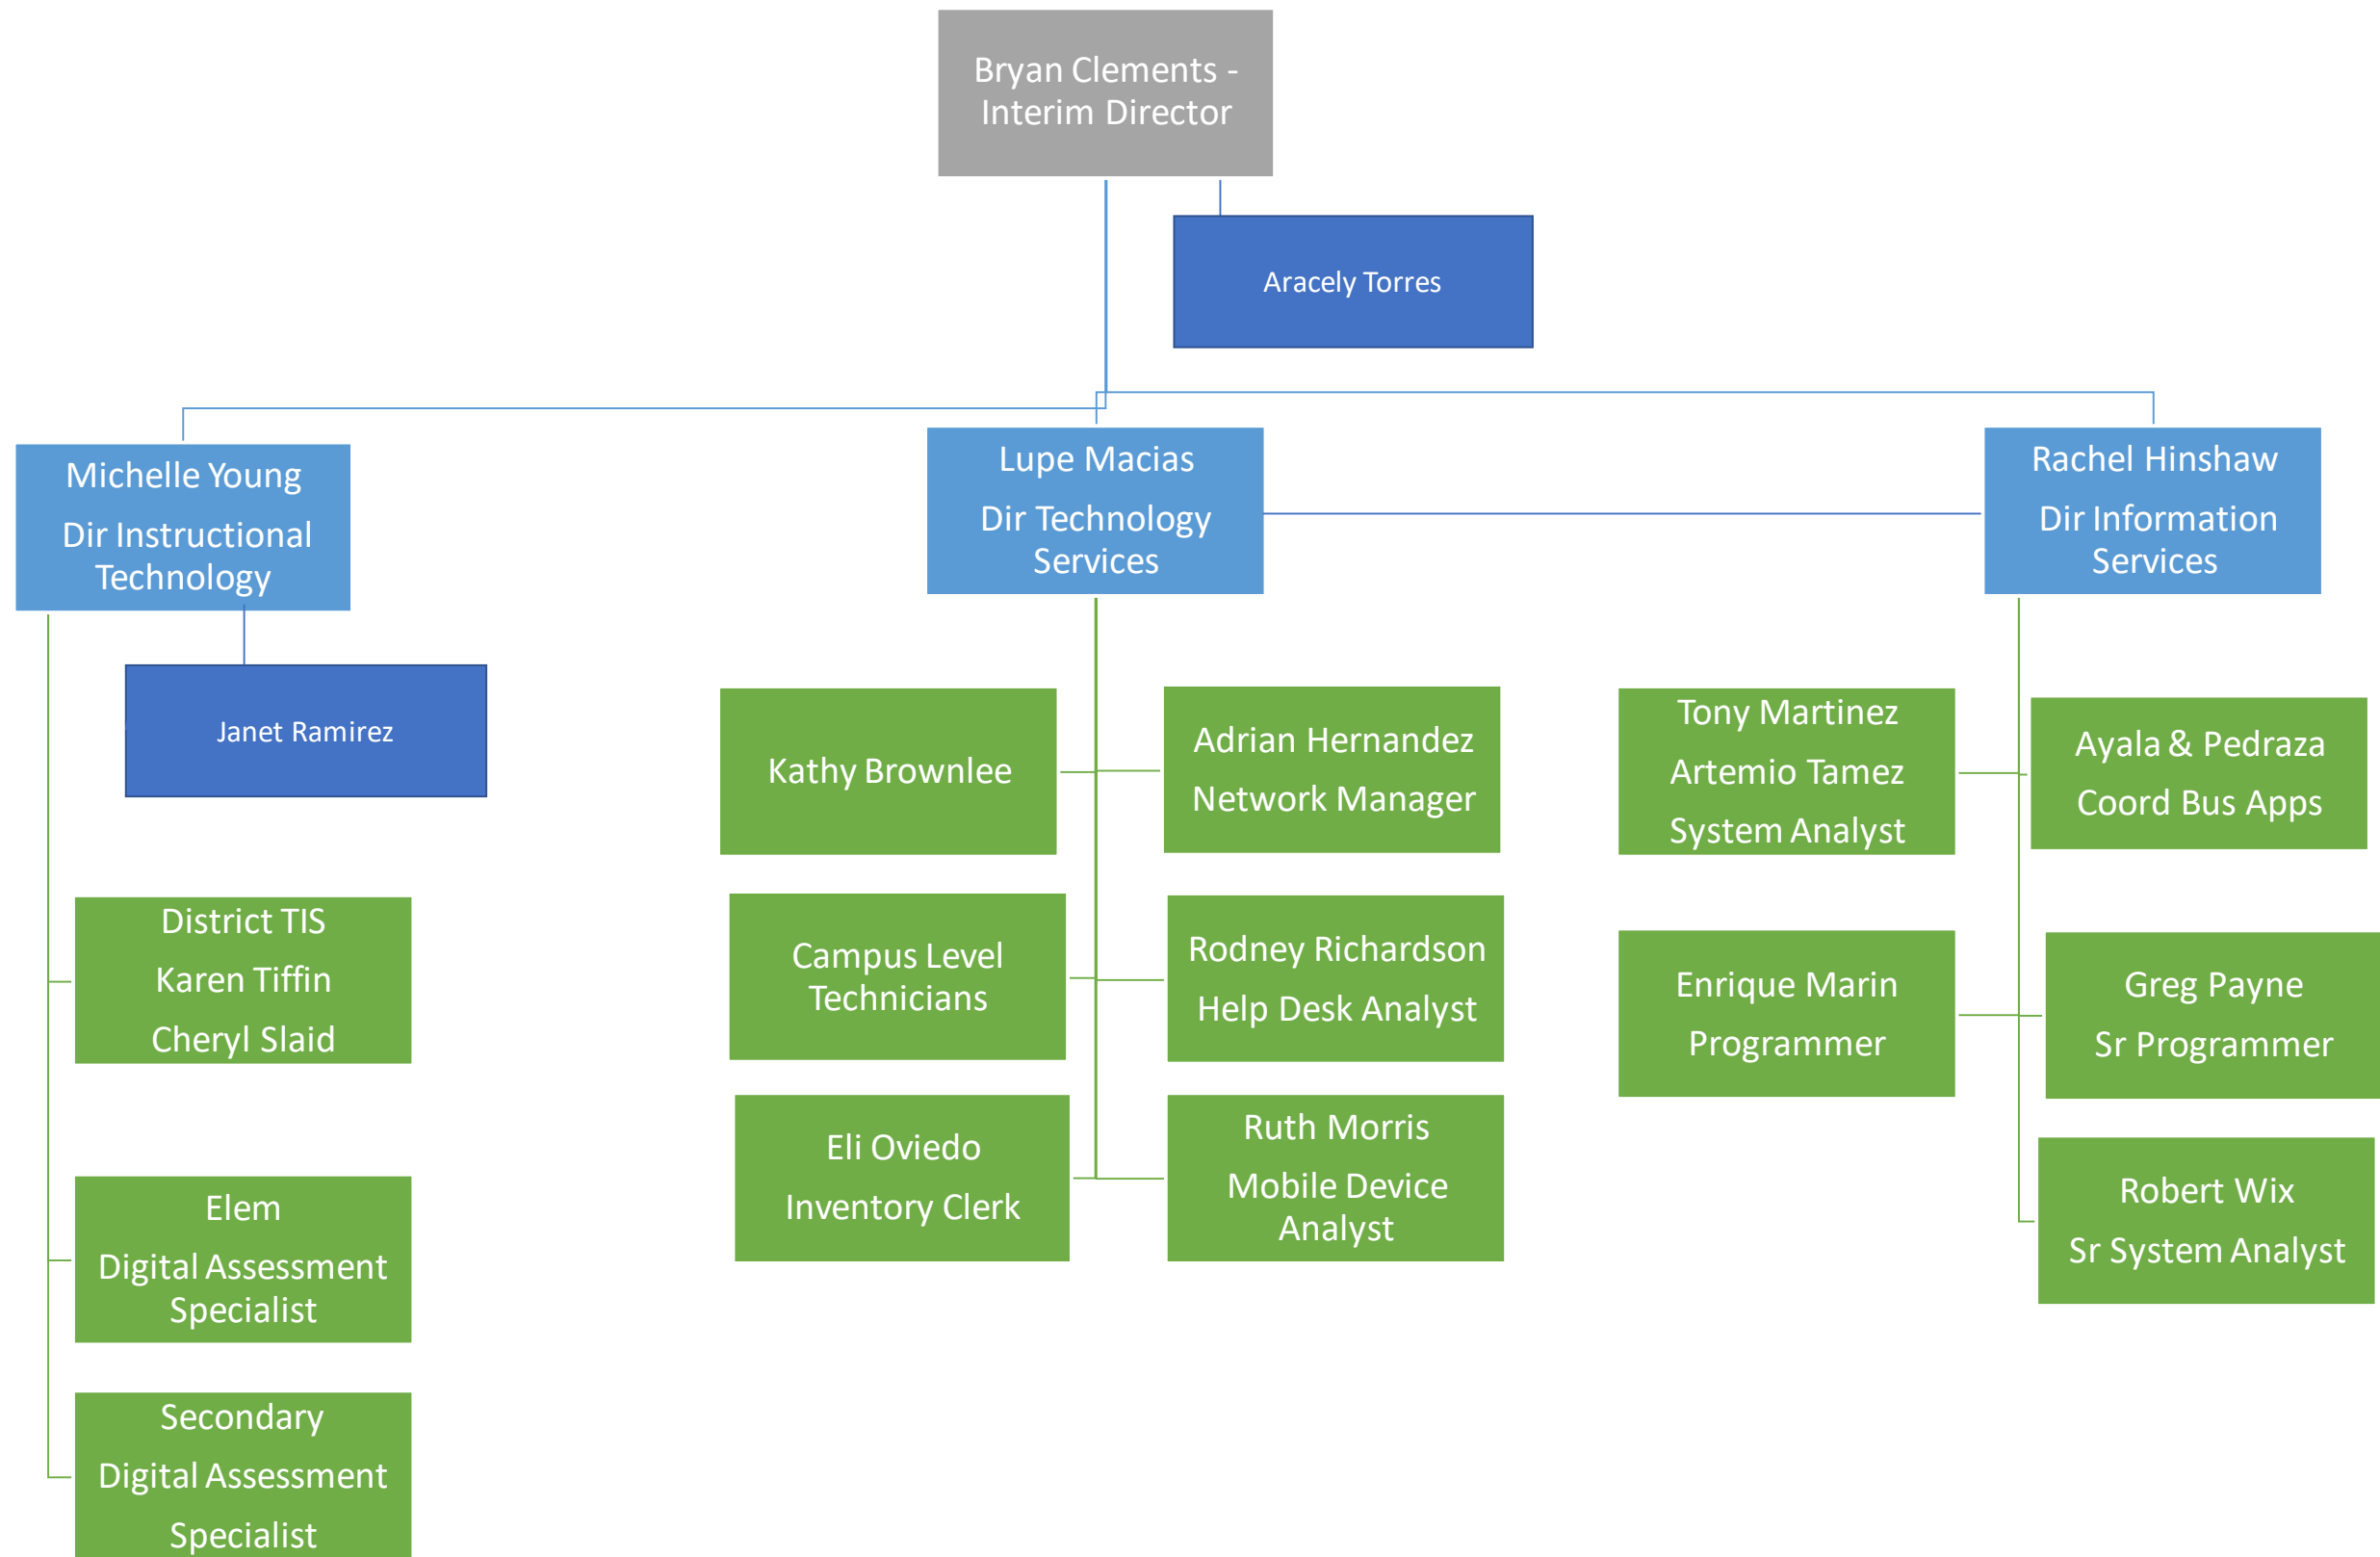 Bryan Clements -
Interim Director
Aracely Torres
Michelle Young
Dir Instructional
Technology
Lupe Macias
Dir Technology
Services
Rachel Hinshaw
Dir Information
Services
Janet Ramirez
Kathy Brownlee
Adrian Hernandez
Network Manager
Tony Martinez
Artemio Tamez
System Analyst
Ayala & Pedraza
Coord Bus Apps
District TIS
Karen Tiffin
Cheryl Slaid
Campus Level
Technicians
Rodney Richardson
Help Desk Analyst
Enrique Marin
Programmer
Greg Payne
Sr Programmer
Elem
Digital Assessment
Specialist
Eli Oviedo
Inventory Clerk
Ruth Morris
Mobile Device
Analyst
Robert Wix
Sr System Analyst
Secondary
Digital Assessment
Specialist